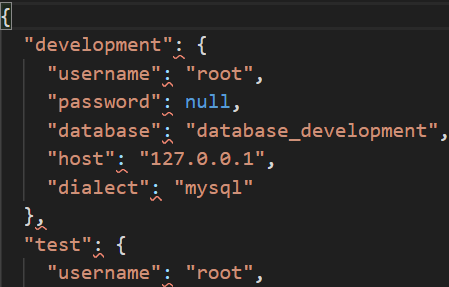 {
"development": {
"username": "root",
"password": null,
"database": "database_development",
"host": "127.0.0.1",
"dialect": "mysql"
},
"test": {
"username": "root",